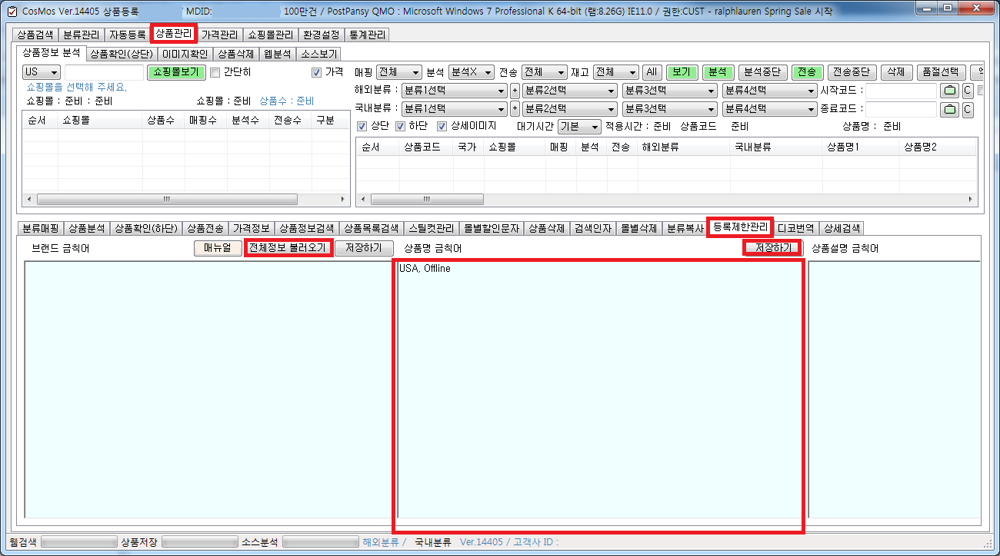 CosMos Ver.14405 상품등록 MDID: 100만건 / PostPansy QMO : Microsoft Windows 7 Professional K 64-bit (램:8.26G) IE11.0 / 권한:CUST - ralphlauren Spring Sale 시작
상품검색 분류관리 자동등록 상품관리 가격관리 쇼핑몰관리 환경설정 통계관리
상품정보 분석 상품확인(상단) 이미지확인 상품삭제 웹분석 소스보기
US 쇼핑몰보기 간단히 가격 매핑 전체 분석 분석X 전송 전체 재고 전체 All 보기 분석 분석중단 전송 전송중단 삭제 품절선택
쇼핑몰을 선택해 주세요. 해외분류 : 분류1선택 + 분류2선택 분류3선택 분류4선택 시작코드 : C
쇼핑몰 : 준비 : 준비 쇼핑몰 : 준비 상품수 : 준비 국내분류 : 분류1선택 + 분류2선택 분류3선택 분류4선택 종료코드 : C
순서 쇼핑몰 상품수 매핑수 분석수 전송수 구분 상단 하단 상세이미지 대기시간 기본 적용시간 : 준비 상품코드 준비 상품명 : 준비
순서 상품코드 국가 쇼핑몰 매핑 분석 전송 해외분류 국내분류 상품명1 상품명2
분류매핑 상품분석 상품확인(하단) 상품전송 가격정보 상품정보검색 상품목록검색 스틸컷관리 몰별할인문자 상품삭제 검색인자 몰별삭제 분류복사 등록제한관리 디코번역 상세검색
브랜드 금칙어 매뉴얼 전체정보 불러오기 저장하기 상품명 금칙어 저장하기 상품설명 금칙어
USA, Offline
웹검색 상품저장 소스분석 해외분류 / 국내분류 Ver.14405 / 고객사 ID :